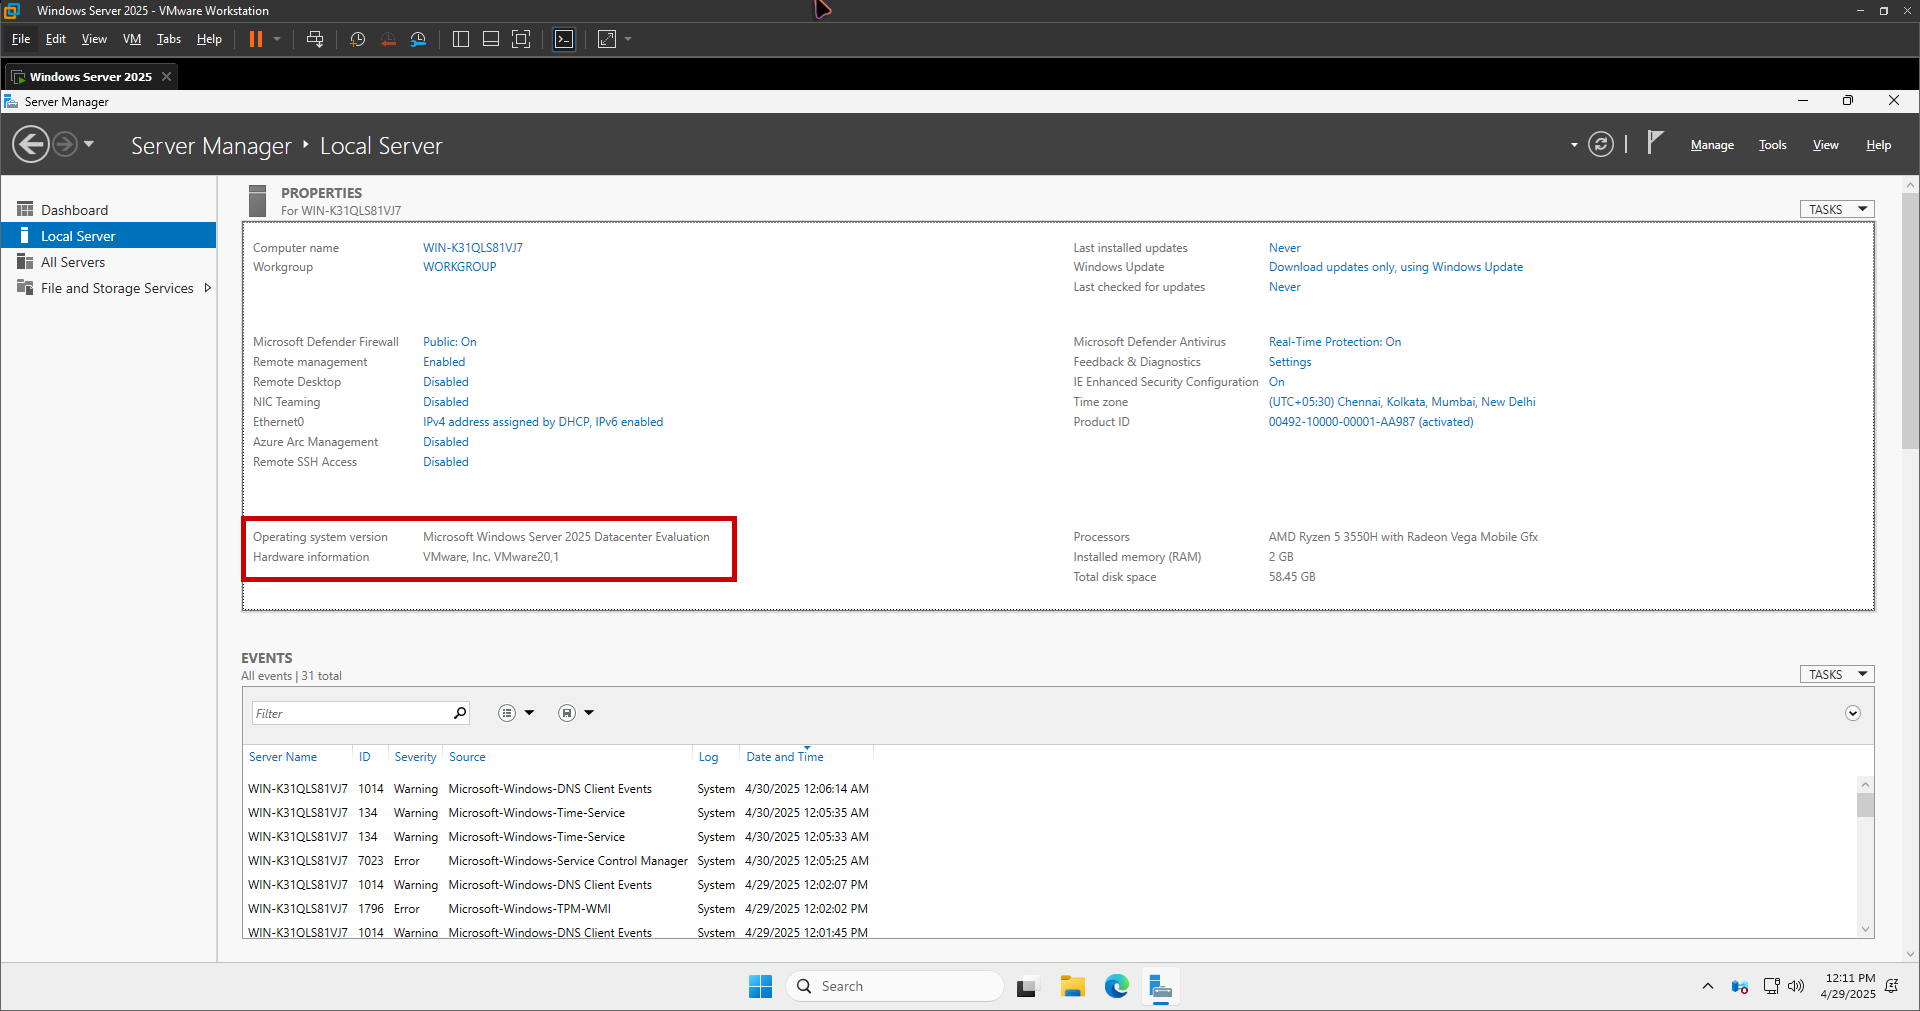 Windows Server 2025 - VMware Workstation
File Edit View VM Tabs Help
Windows Server 2025
Server Manager
Server Manager Local Server
Manage Tools View Help
Dashboard
Local Server
All Servers
File and Storage Services
PROPERTIES
For WIN-K31QLS81VJ7
TASKS
Computer name WIN-K31QLS81VJ7
Workgroup WORKGROUP
Last installed updates Never
Windows Update Download updates only, using Windows Update
Last checked for updates Never
Microsoft Defender Firewall Public: On
Remote management Enabled
Remote Desktop Disabled
NIC Teaming Disabled
Ethernet0 IPv4 address assigned by DHCP, IPv6 enabled
Azure Arc Management Disabled
Remote SSH Access Disabled
Microsoft Defender Antivirus Real-Time Protection: On
Feedback & Diagnostics Settings
IE Enhanced Security Configuration On
Time zone (UTC+05:30) Chennai, Kolkata, Mumbai, New Delhi
Product ID 00492-10000-00001-AA987 (activated)
Operating system version Microsoft Windows Server 2025 Datacenter Evaluation
Hardware information VMware, Inc. VMware20,1
Processors AMD Ryzen 5 3550H with Radeon Vega Mobile Gfx
Installed memory (RAM) 2 GB
Total disk space 58.45 GB
EVENTS
All events | 31 total
TASKS
Filter
Server Name ID Severity Source Log Date and Time
WIN-K31QLS81VJ7 1014 Warning Microsoft-Windows-DNS Client Events System 4/30/2025 12:06:14 AM
WIN-K31QLS81VJ7 134 Warning Microsoft-Windows-Time-Service System 4/30/2025 12:05:35 AM
WIN-K31QLS81VJ7 134 Warning Microsoft-Windows-Time-Service System 4/30/2025 12:05:33 AM
WIN-K31QLS81VJ7 7023 Error Microsoft-Windows-Service Control Manager System 4/30/2025 12:05:25 AM
WIN-K31QLS81VJ7 1014 Warning Microsoft-Windows-DNS Client Events System 4/29/2025 12:02:07 PM
WIN-K31QLS81VJ7 1796 Error Microsoft-Windows-TPM-WMI System 4/29/2025 12:02:02 PM
WIN-K31QLS81VJ7 1014 Warning Microsoft-Windows-DNS Client Events System 4/29/2025 12:01:45 PM
Search
12:11 PM
4/29/2025